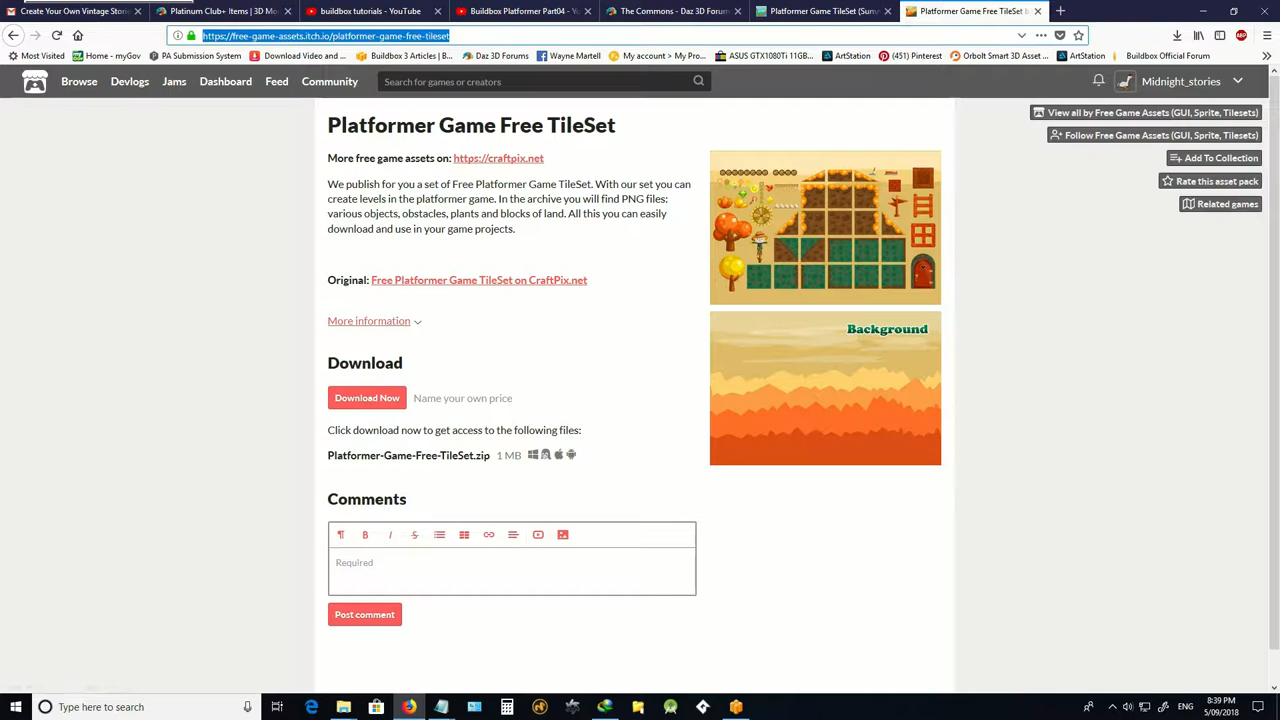 Create Your Own Vintage Storie
Platinum Club+ Items | 3D Mo
buildbox tutorials - YouTube
Buildbox Platformer Part04 - Yo
The Commons - Daz 3D Forum
Platformer Game TileSet (Sunn
Platformer Game Free TileSet b
https://free-game-assets.itch.io/platformer-game-free-tileset
Most Visited
Home - myGov
PA Submission System
Download Video and ...
Buildbox 3 Articles | B...
Daz 3D Forums
Wayne Martell
My account > My Pro...
ASUS GTX1080Ti 11GB...
ArtStation
(451) Pinterest
Orbolt Smart 3D Asset ...
ArtStation
Buildbox Official Forum
Browse
Devlogs
Jams
Dashboard
Feed
Community
Search for games or creators
Midnight_stories
View all by Free Game Assets (GUI, Sprite, Tilesets)
Follow Free Game Assets (GUI, Sprite, Tilesets)
Add To Collection
Rate this asset pack
Related games
Platformer Game Free TileSet
More free game assets on: https://craftpix.net
We publish for you a set of Free Platformer Game TileSet. With our set you can
create levels in the platformer game. In the archive you will find PNG files:
various objects, obstacles, plants and blocks of land. All this you can easily
download and use in your game projects.
Original: Free Platformer Game TileSet on CraftPix.net
More information
Background
Download
Download Now
Name your own price
Click download now to get access to the following files:
Platformer-Game-Free-TileSet.zip 1 MB
Comments
Required
Post comment
Type here to search
8:39 PM
5/09/2018